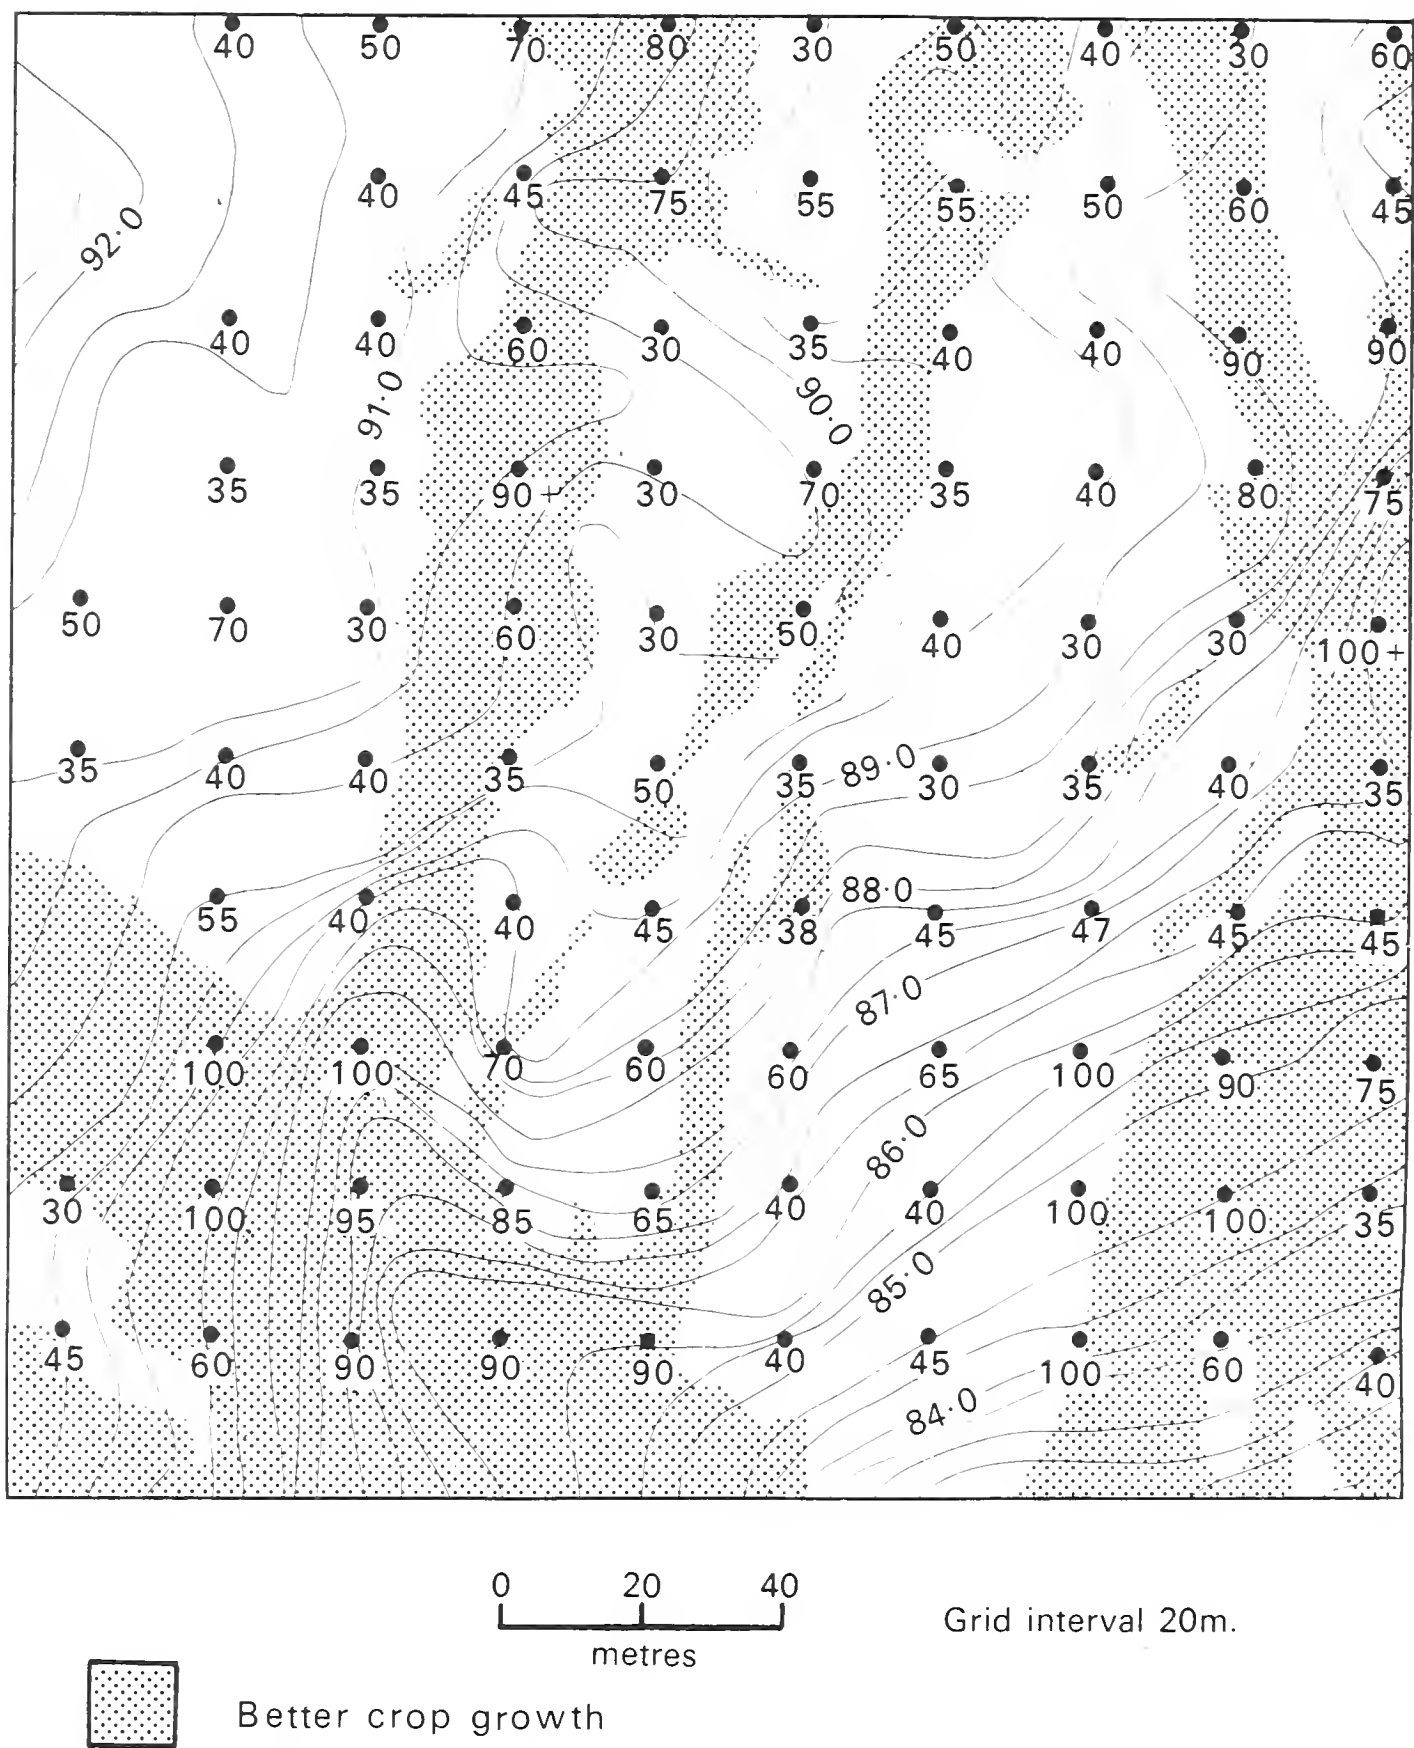 40 50 70 80 30 50 40 30 60
40 45 75 55 55 50 60 45
92·0
40 40 60 30 35 40 40 90 90
91·0 90·0
35 35 90+ 30 70 35 40 80 75
50 70 30 60 30 50 40 30 30 100+
35 40 40 35 50 35 89·0 30 35 40 35
55 40 40 45 38 88·0 45 47 45 45
87·0
100 100 70 60 60 65 100 90 75
86·0
30 100 95 85 65 40 40 100 100 35
85·0
45 60 90 90 90 40 45 100 60 40
84·0
0 20 40
metres
Grid interval 20m.
Better crop growth